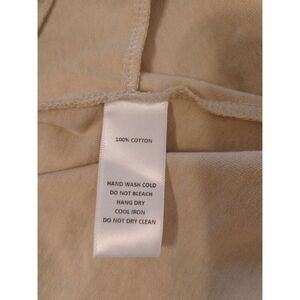 100% COTTON
HAND WASH COLD
DO NOT BLEACH
HANG DRY
COOL IRON
DO NOT DRY CLEAN